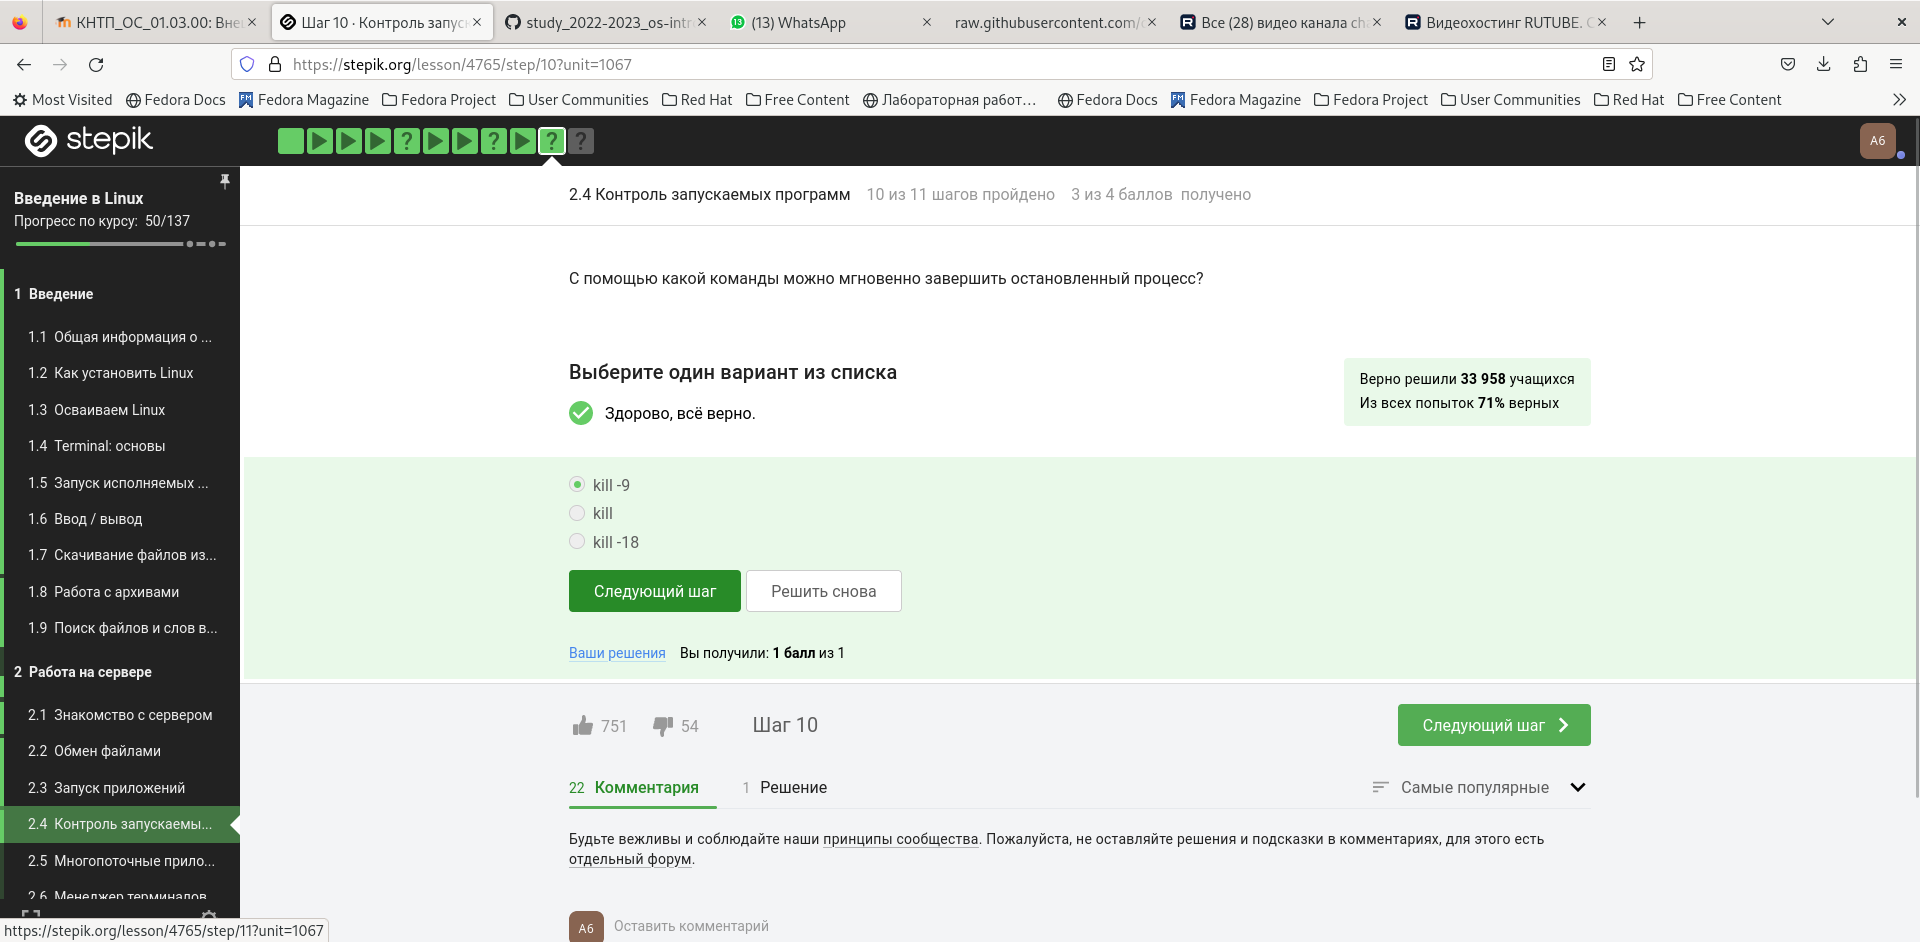 КНТП_ОС_01.03.00: Вне
Шаг 10 · Контроль запус
study_2022-2023_os-intr
(13) WhatsApp
raw.githubusercontent.com/
Все (28) видео канала ch
Видеохостинг RUTUBE. С
https://stepik.org/lesson/4765/step/10?unit=1067
Most Visited
Fedora Docs
Fedora Magazine
Fedora Project
User Communities
Red Hat
Free Content
Лабораторная работ…
Fedora Docs
Fedora Magazine
Fedora Project
User Communities
Red Hat
Free Content
stepik
? ? ? ?
A6
Введение в Linux
Прогресс по курсу: 50/137
1 Введение
1.1 Общая информация о ...
1.2 Как установить Linux
1.3 Осваиваем Linux
1.4 Terminal: основы
1.5 Запуск исполняемых ...
1.6 Ввод / вывод
1.7 Скачивание файлов из...
1.8 Работа с архивами
1.9 Поиск файлов и слов в...
2 Работа на сервере
2.1 Знакомство с сервером
2.2 Обмен файлами
2.3 Запуск приложений
2.4 Контроль запускаемы...
2.5 Многопоточные прило...
2.6 Менеджер терминалов
https://stepik.org/lesson/4765/step/11?unit=1067
2.4 Контроль запускаемых программ 10 из 11 шагов пройдено 3 из 4 баллов получено
С помощью какой команды можно мгновенно завершить остановленный процесс?
Выберите один вариант из списка
Здорово, всё верно.
Верно решили 33 958 учащихся
Из всех попыток 71% верных
kill -9
kill
kill -18
Следующий шаг
Решить снова
Ваши решения Вы получили: 1 балл из 1
751 54 Шаг 10
Следующий шаг
22 Комментария 1 Решение
Самые популярные
Будьте вежливы и соблюдайте наши принципы сообщества. Пожалуйста, не оставляйте решения и подсказки в комментариях, для этого есть
отдельный форум.
A6
Оставить комментарий